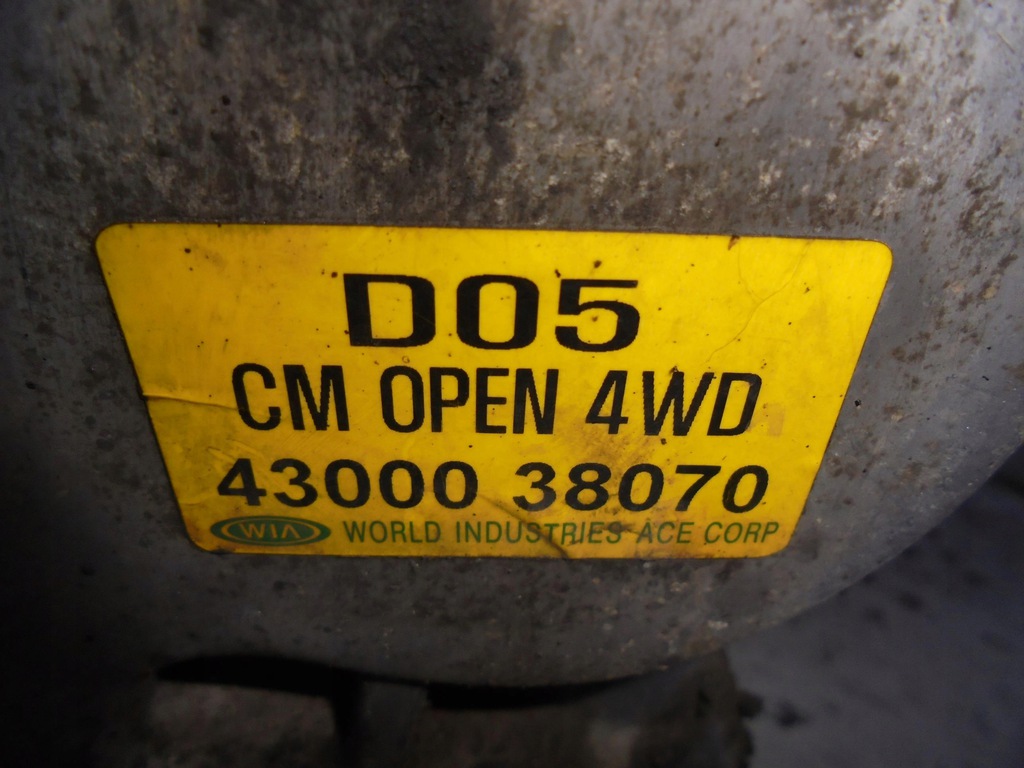 D05
CM OPEN 4WD
43000 38070
WIA WORLD INDUSTRIES ACE CORP